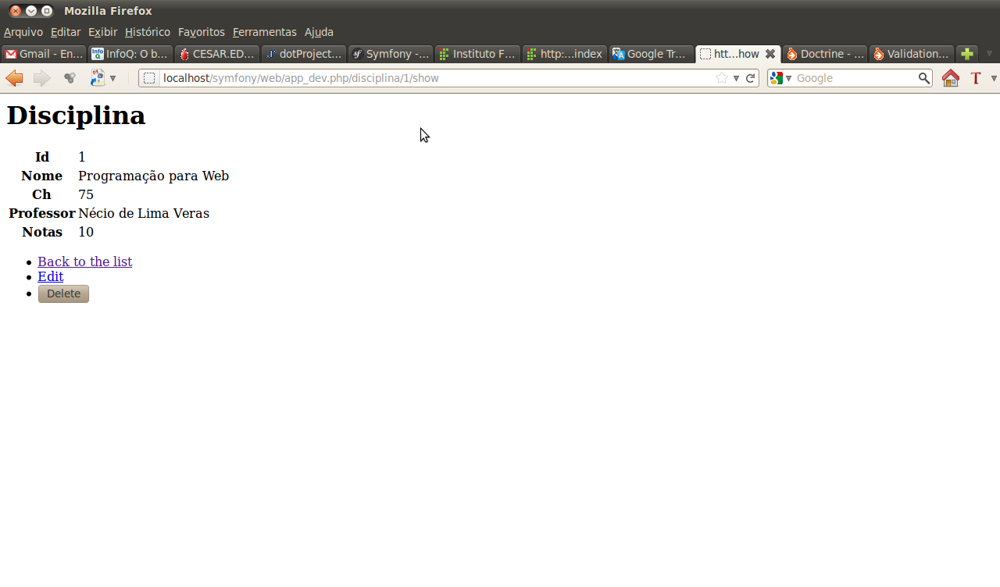 Mozilla Firefox
Arquivo Editar Exibir Histórico Favoritos Ferramentas Ajuda
Gmail - En... InfoQ: O b... CESAR.ED... dotProject... Symfony -... Instituto F... http:...index Google Tr... htt...how Doctrine - ... Validation...
localhost/symfony/web/app_dev.php/disciplina/1/show Google T
Disciplina
Id 1
Nome Programação para Web
Ch 75
Professor Nécio de Lima Veras
Notas 10
Back to the list
Edit
Delete